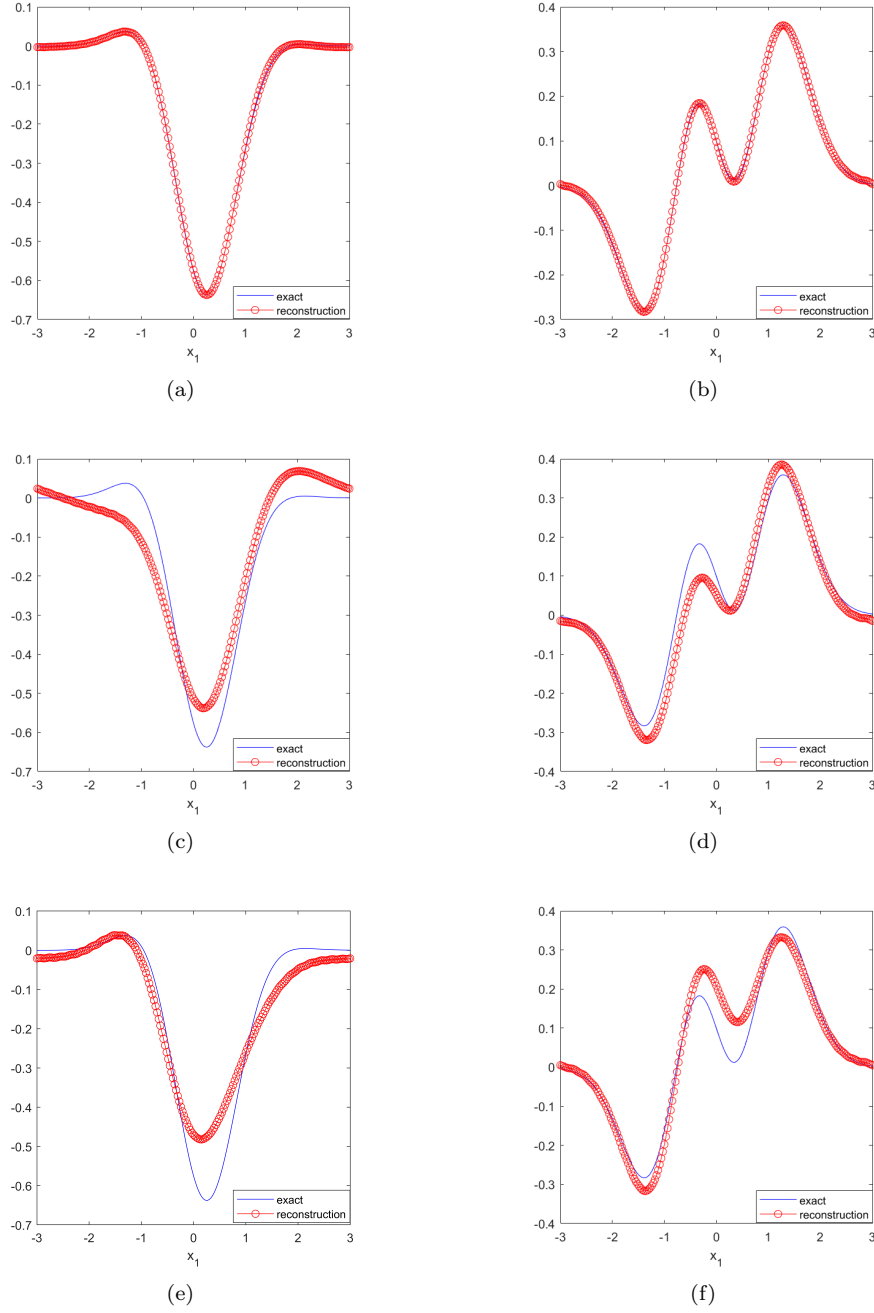 0.1
0
-0.1
-0.2
-0.3
-0.4
-0.5
-0.6
-0.7
-3 -2 -1 0 1 2 3
x1
exact
reconstruction
(a)
0.4
0.3
0.2
0.1
0
-0.1
-0.2
-0.3
-3 -2 -1 0 1 2 3
x1
exact
reconstruction
(b)
0.1
0
-0.1
-0.2
-0.3
-0.4
-0.5
-0.6
-0.7
-3 -2 -1 0 1 2 3
x1
exact
reconstruction
(c)
0.4
0.3
0.2
0.1
0
-0.1
-0.2
-0.3
-0.4
-3 -2 -1 0 1 2 3
x1
exact
reconstruction
(d)
0.1
0
-0.1
-0.2
-0.3
-0.4
-0.5
-0.6
-0.7
-3 -2 -1 0 1 2 3
x1
exact
reconstruction
(e)
0.4
0.3
0.2
0.1
0
-0.1
-0.2
-0.3
-0.4
-3 -2 -1 0 1 2 3
x1
exact
reconstruction
(f)